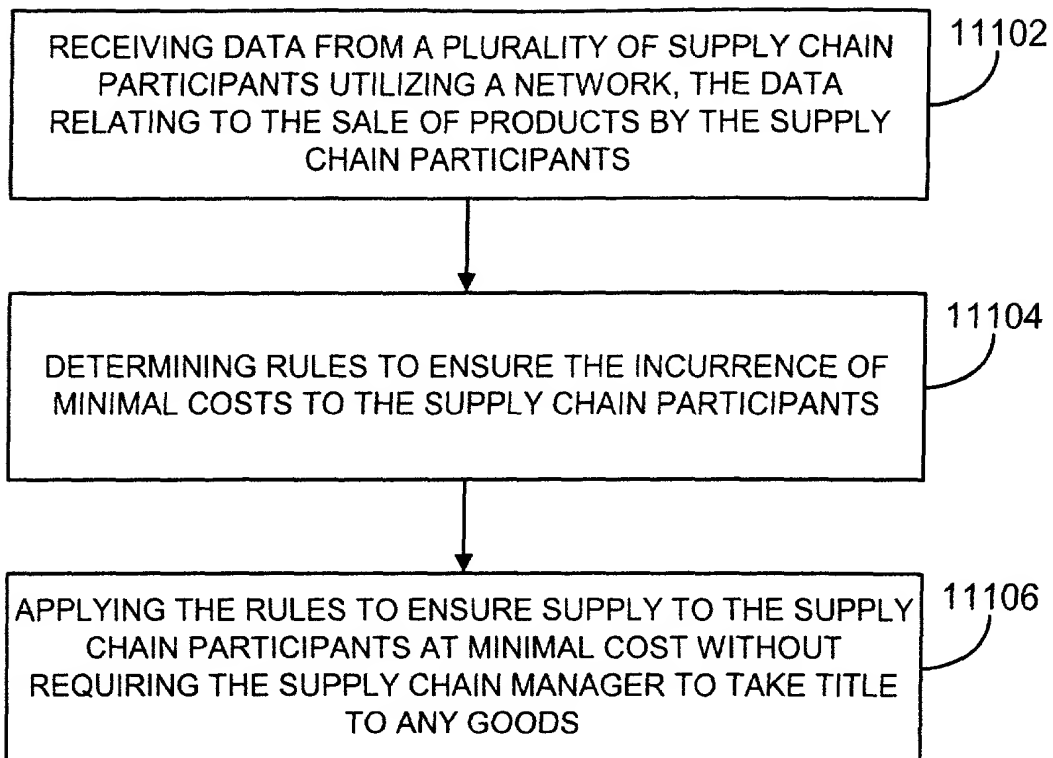 RECEIVING DATA FROM A PLURALITY OF SUPPLY CHAIN
PARTICIPANTS UTILIZING A NETWORK, THE DATA
RELATING TO THE SALE OF PRODUCTS BY THE SUPPLY
CHAIN PARTICIPANTS
11102
DETERMINING RULES TO ENSURE THE INCURRENCE OF
MINIMAL COSTS TO THE SUPPLY CHAIN PARTICIPANTS
11104
APPLYING THE RULES TO ENSURE SUPPLY TO THE SUPPLY
CHAIN PARTICIPANTS AT MINIMAL COST WITHOUT
REQUIRING THE SUPPLY CHAIN MANAGER TO TAKE TITLE
TO ANY GOODS
11106